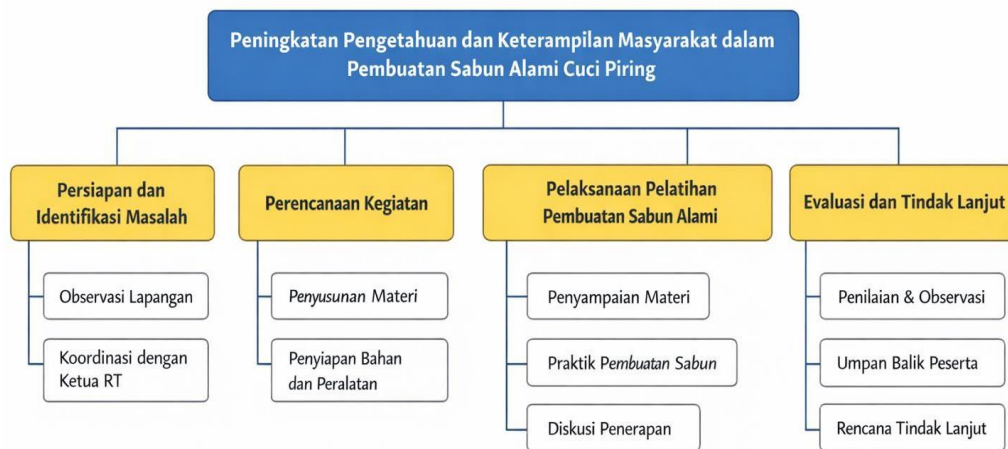 Peningkatan Pengetahuan dan Keterampilan Masyarakat dalam
Pembuatan Sabun Alami Cuci Piring
Persiapan dan
Identifikasi Masalah
Observasi Lapangan
Koordinasi dengan
Ketua RT
Perencanaan Kegiatan
Penyusunan Materi
Penyiapan Bahan
dan Peralatan
Pelaksanaan Pelatihan
Pembuatan Sabun Alami
Penyampaian Materi
Praktik Pembuatan Sabun
Diskusi Penerapan
Evaluasi dan Tindak Lanjut
Penilaian & Observasi
Umpan Balik Peserta
Rencana Tindak Lanjut